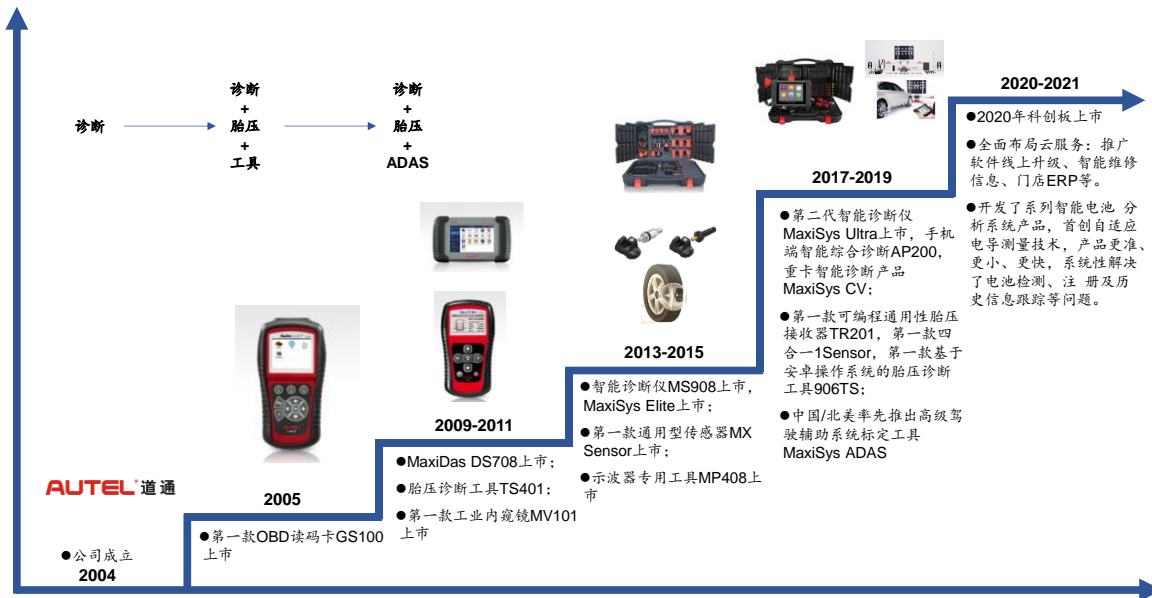 诊断
诊断
+
胎压
+
工具
诊断
+
胎压
+
ADAS
AUTEL 道通
●公司成立
2004
2005
●第一款OBD读码卡GS100
上市
2009-2011
●MaxiDas DS708上市；
●胎压诊断工具TS401；
●第一款工业内窥镜MV101
上市
2013-2015
●智能诊断仪MS908上市，
MaxiSys Elite上市；
●第一款通用型传感器MX
Sensor上市；
●示波器专用工具MP408上
市
2017-2019
●第二代智能诊断仪
MaxiSys Ultra上市，手机
端智能综合诊断AP200，
重卡智能诊断产品
MaxiSys CV；
●第一款可编程通用性胎压
接收器TR201，第一款四
合一1Sensor，第一款基于
安卓操作系统的胎压诊断
工具906TS；
●中国/北美率先推出高级驾
驶辅助系统标定工具
MaxiSys ADAS
2020-2021
●2020年科创板上市
●全面布局云服务：推广
软件线上升级、智能维修
信息、门店ERP等。
●开发了系列智能电池 分
析系统产品，首创自适应
电导测量技术，产品更准、
更小、更快，系统性解决
了电池检测、注 册及历
史信息跟踪等问题。